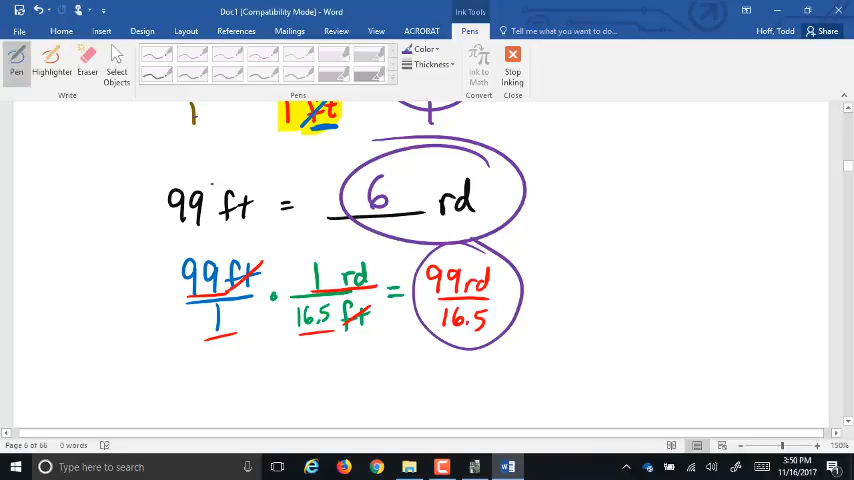 Doc1 [Compatibility Mode] - Word
Ink Tools
File
Home
Insert
Design
Layout
References
Mailings
Review
View
ACROBAT
Pens
Tell me what you want to do...
Hoff, Todd
Share
Pen
Highlighter
Eraser
Select Objects
Color
Thickness
Ink to Math
Stop Inking
Write
Pens
Convert
Close
1 1 ft 1
99 ft = 6 rd
99 ft / 1 · 1 rd / 16.5 ft = 99 rd / 16.5
Page 6 of 66
0 words
150%
Type here to search
3:50 PM
11/16/2017
1